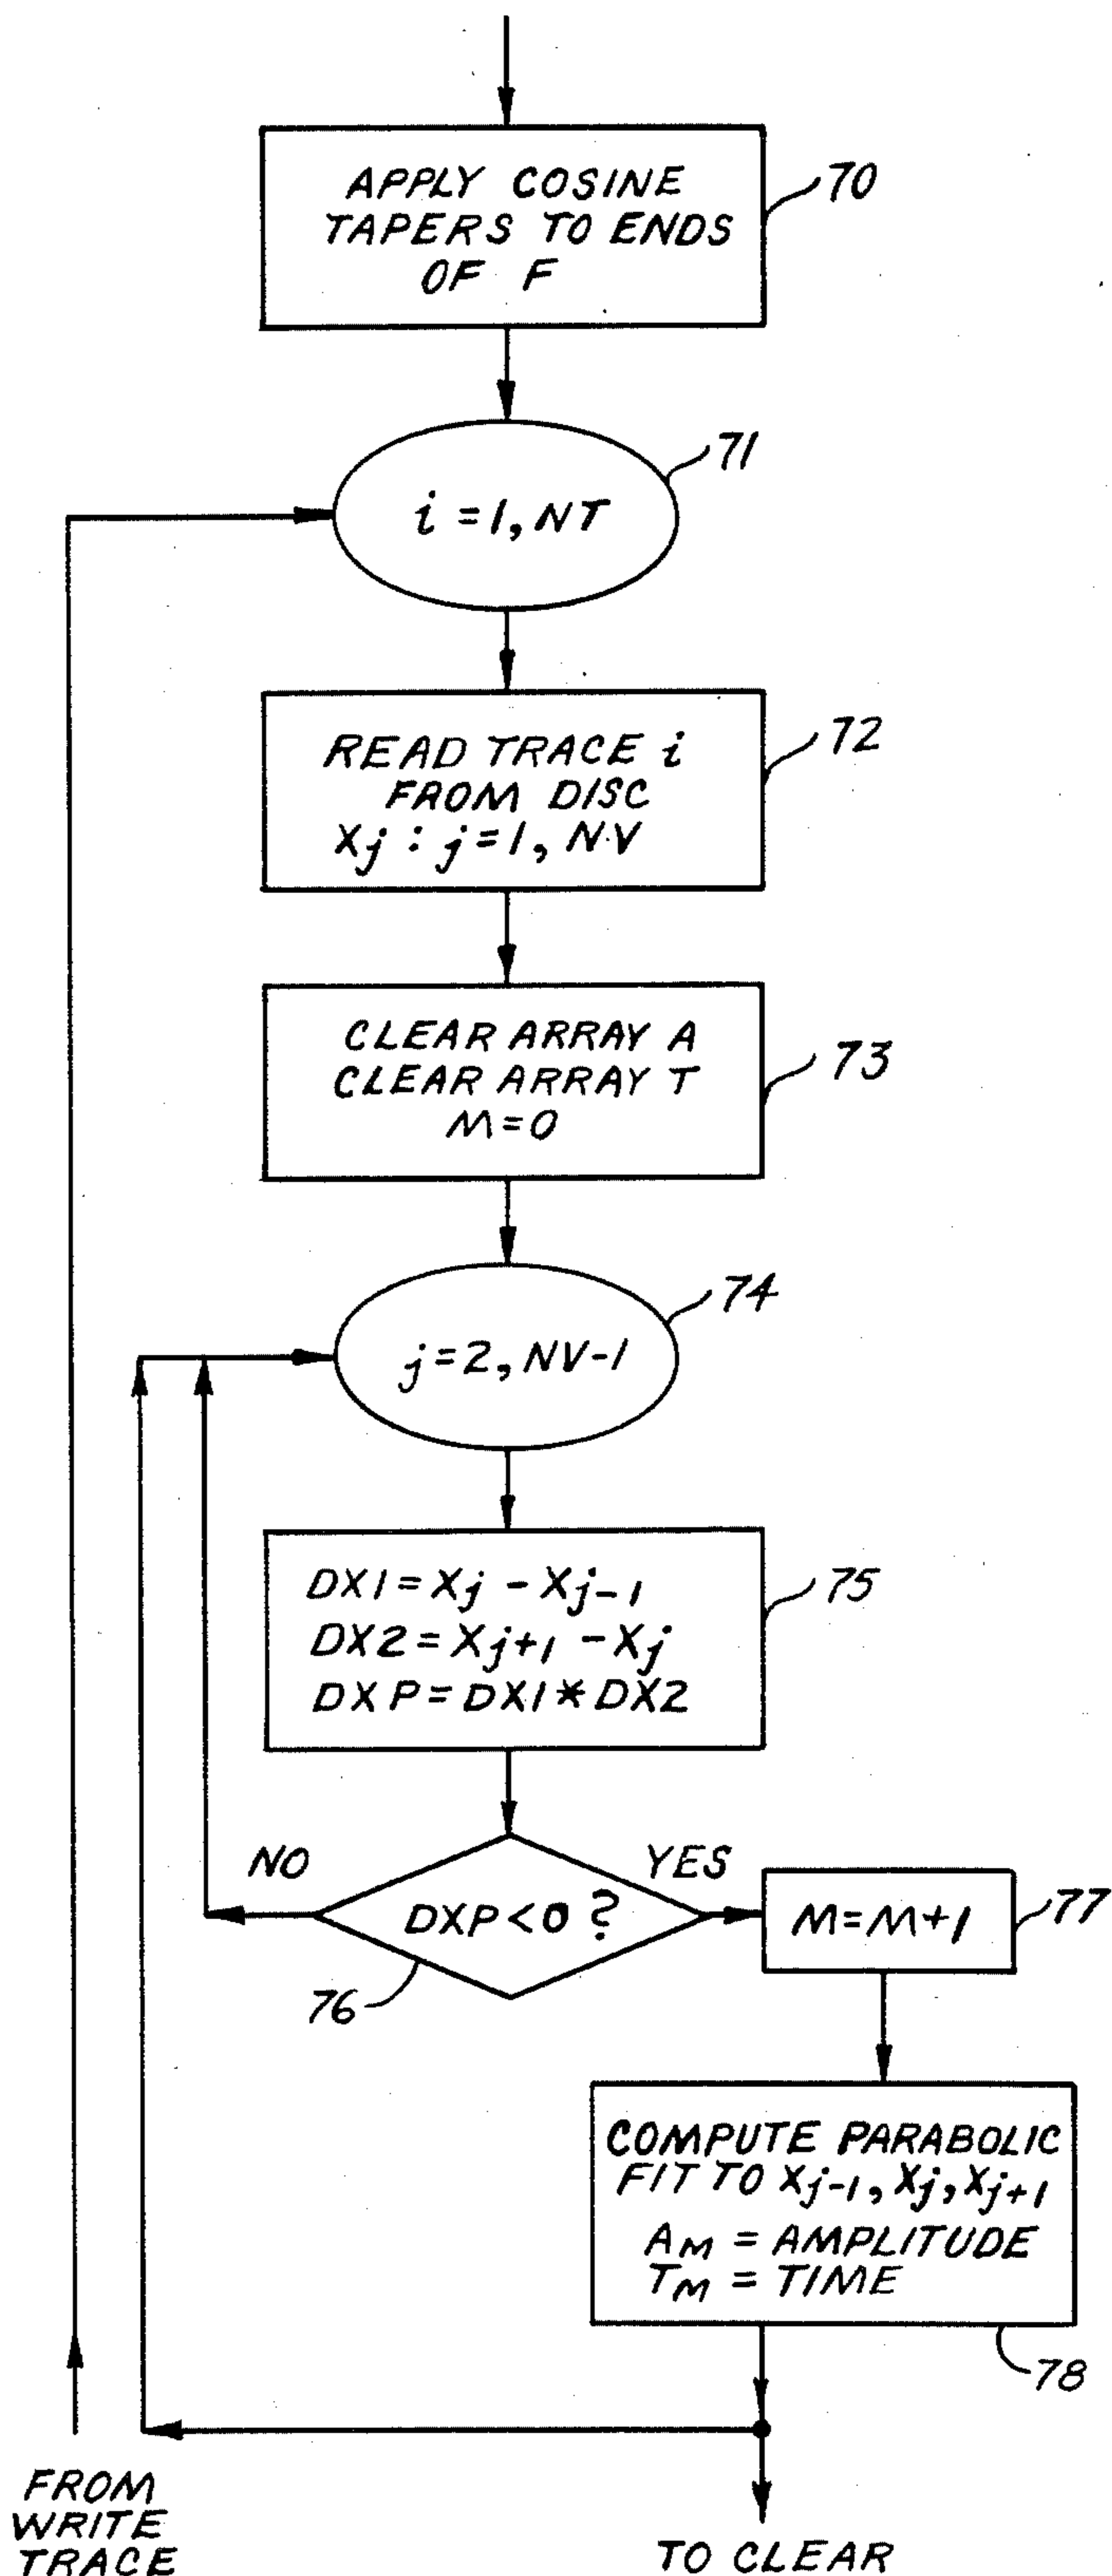 APPLY COSINE
TAPERS TO ENDS
OF F
70
71
i = 1, NT
READ TRACE i
FROM DISC
Xj : j = 1, NV
72
CLEAR ARRAY A
CLEAR ARRAY T
M = 0
73
74
j = 2, NV-1
DX1 = Xj - Xj-1
DX2 = Xj+1 - Xj
DXP = DX1 * DX2
75
NO
YES
DXP < 0 ?
76
M = M+1
77
COMPUTE PARABOLIC
FIT TO Xj-1, Xj, Xj+1
AM = AMPLITUDE
TM = TIME
78
FROM
WRITE
TRACE
TO CLEAR